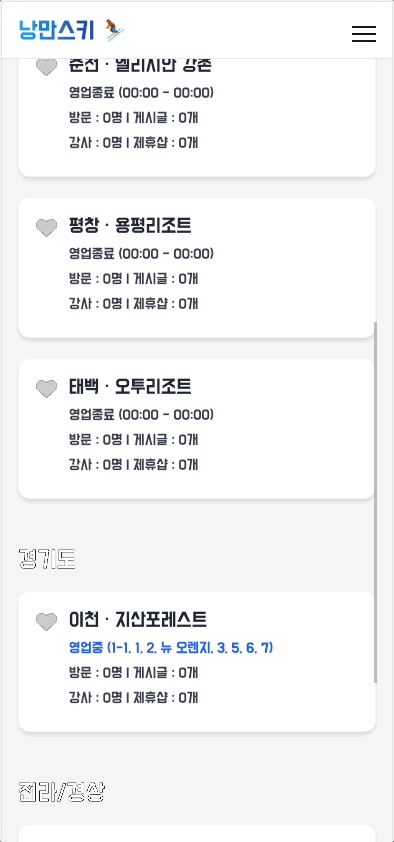 낭만스키
춘천 · 엘리시안 강촌
영업종료 (00:00 - 00:00)
방문 : 0명 | 게시글 : 0개
강사 : 0명 | 제휴샵 : 0개
평창 · 용평리조트
영업종료 (00:00 - 00:00)
방문 : 0명 | 게시글 : 0개
강사 : 0명 | 제휴샵 : 0개
태백 · 오투리조트
영업종료 (00:00 - 00:00)
방문 : 0명 | 게시글 : 0개
강사 : 0명 | 제휴샵 : 0개
경기도
이천 · 지산포레스트
영업중 (1-1, 1, 2, 뉴 오렌지, 3, 5, 6, 7)
방문 : 0명 | 게시글 : 0개
강사 : 0명 | 제휴샵 : 0개
전라/경상